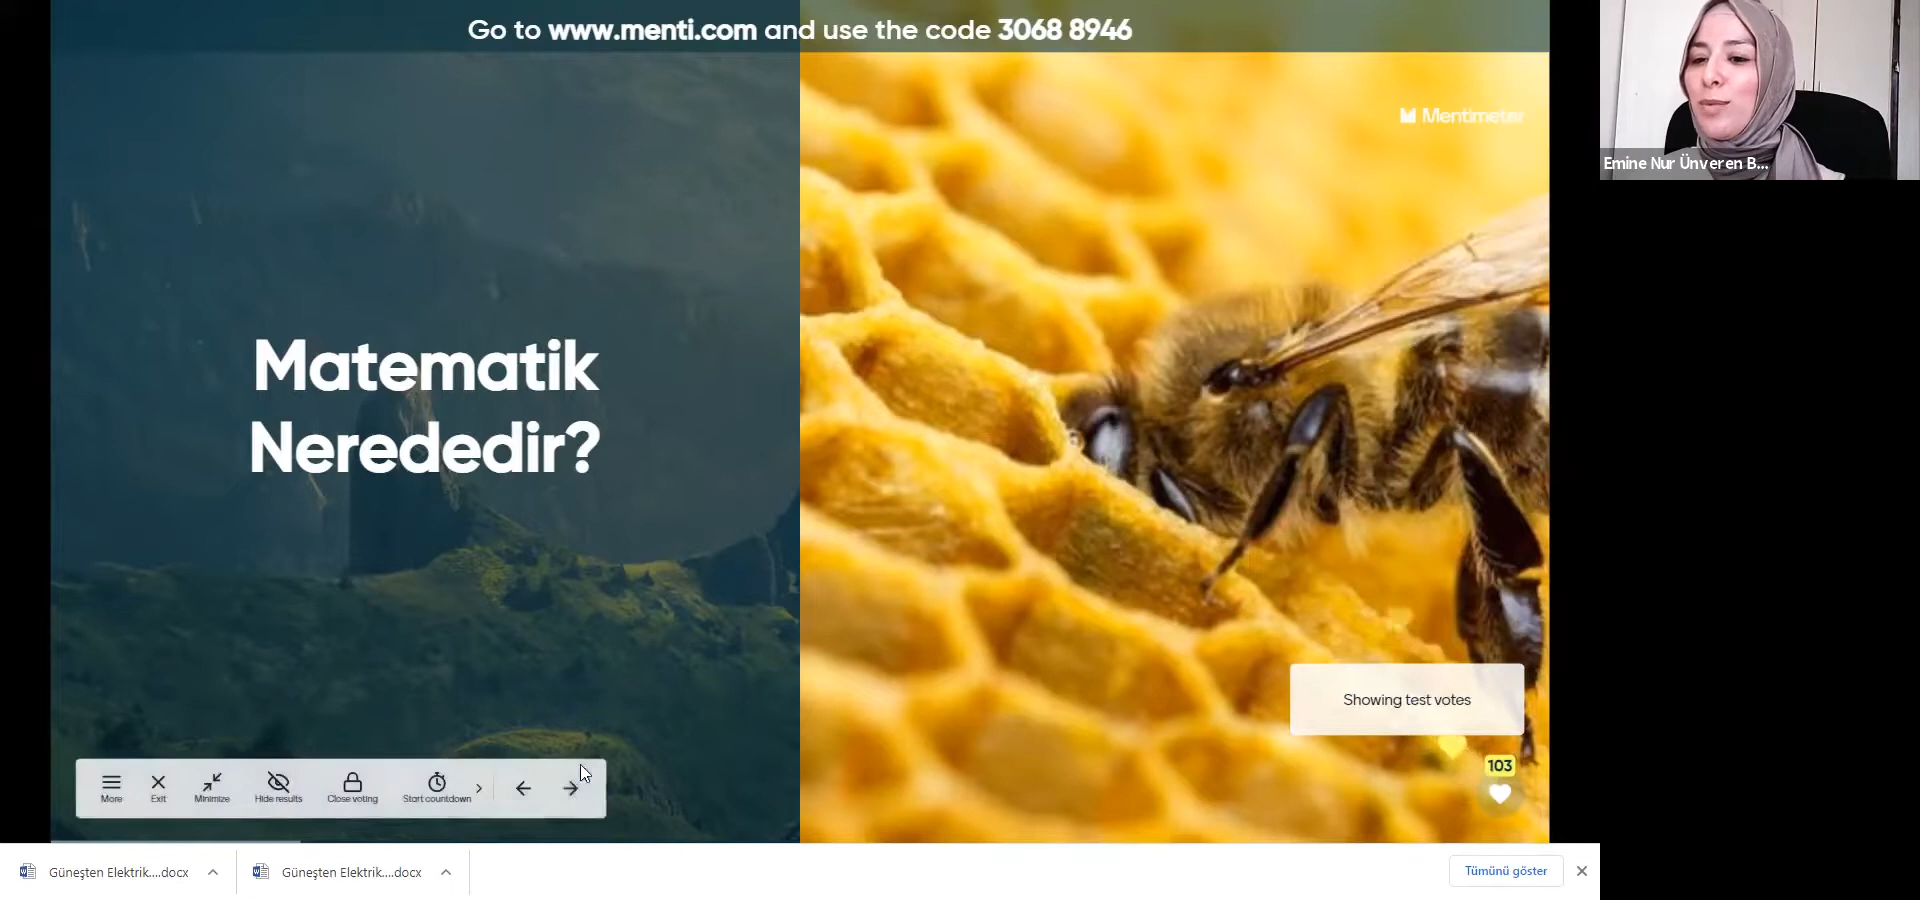 Go to www.menti.com and use the code 3068 8946
Mentimeter
Emine Nur Ünveren B...
Matematik
Nerededir?
Showing test votes
103
More
Exit
Minimize
Hide results
Close voting
Start countdown
Güneşten Elektrik....docx
Güneşten Elektrik....docx
Tümünü göster